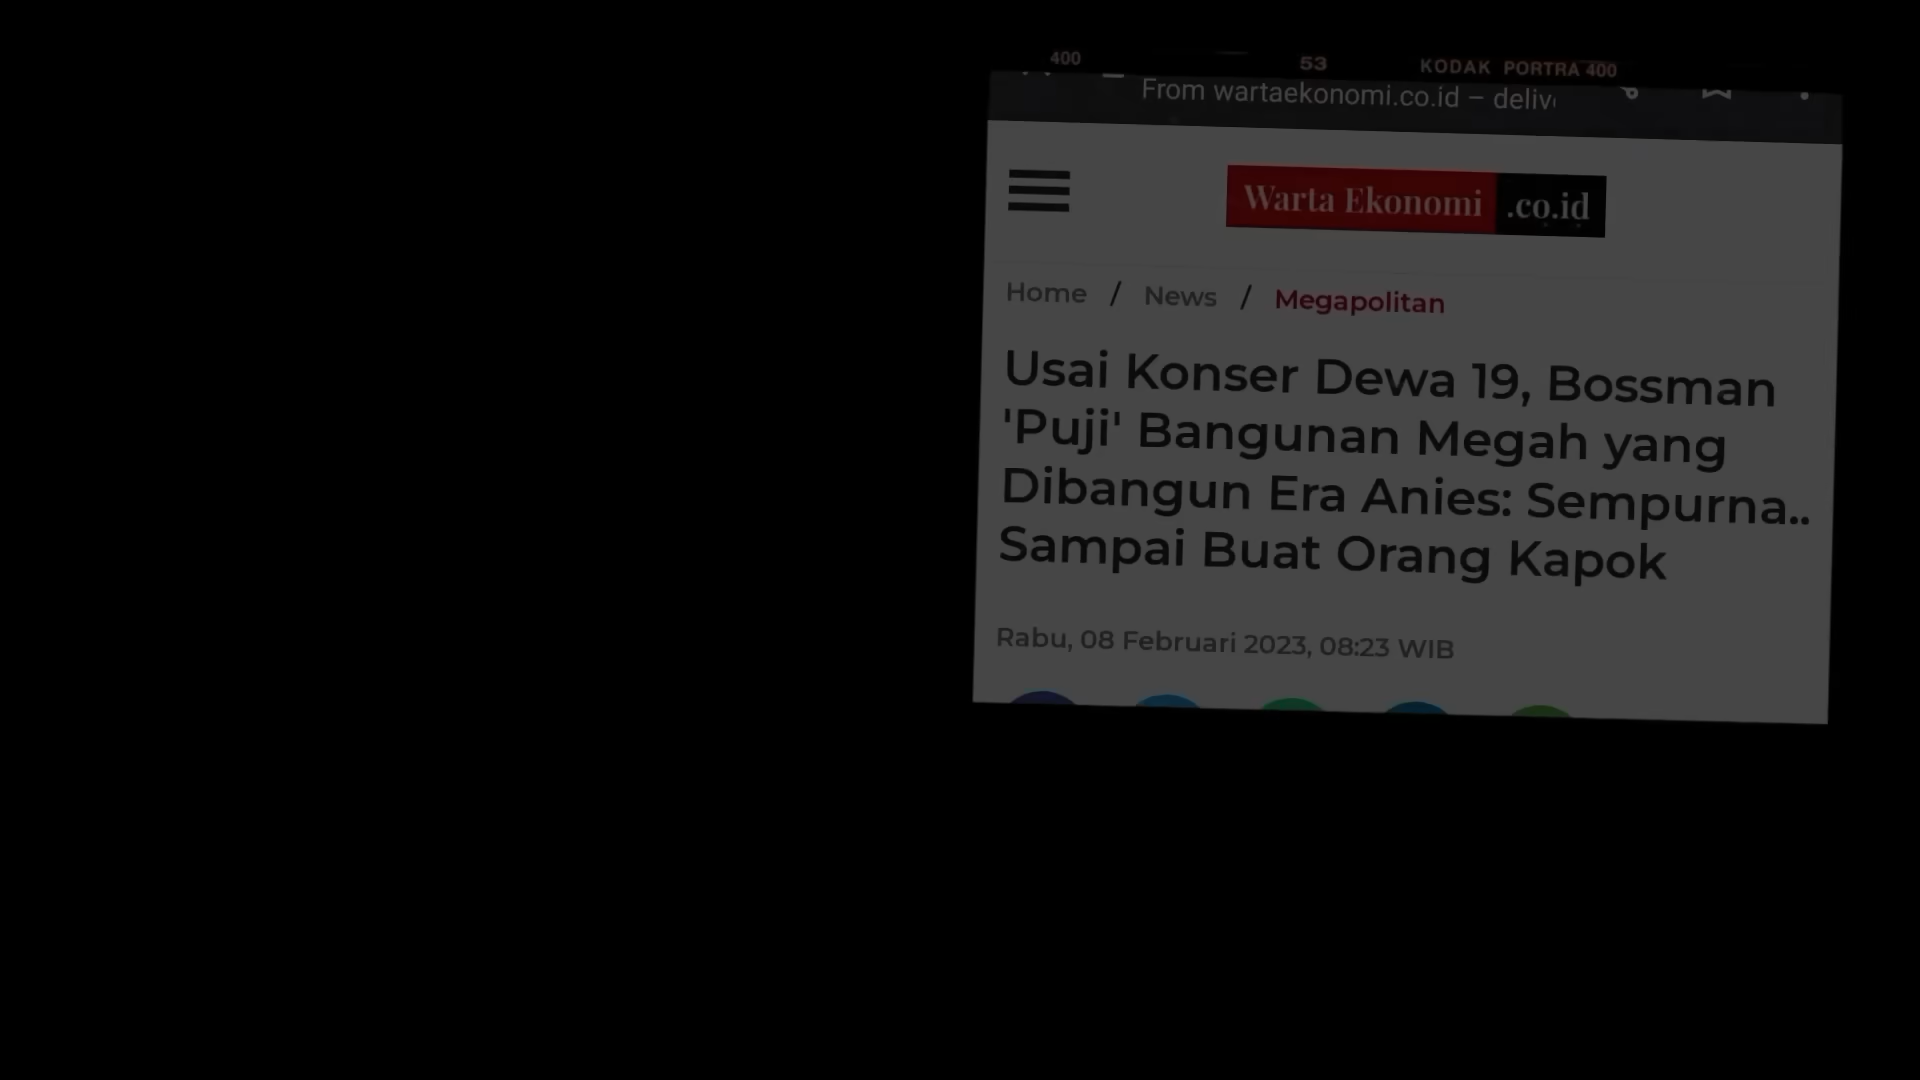 400 53 KODAK PORTRA 400
From wartaekonomi.co.id –
Warta Ekonomi .co.id
Home / News / Megapolitan
Usai Konser Dewa 19, Bossman
'Puji' Bangunan Megah yang
Dibangun Era Anies: Sempurna..
Sampai Buat Orang Kapok
Rabu, 08 Februari 2023, 08:23 WIB